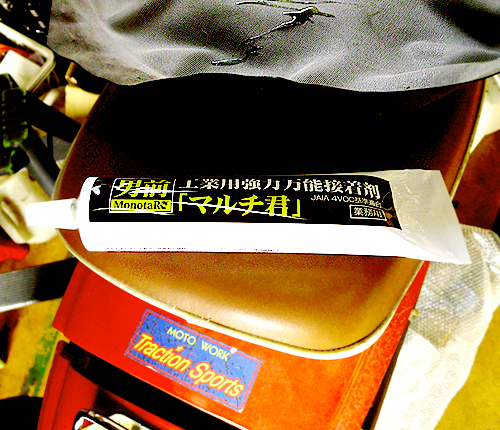 男前 工業用強力万能接着剤
MonotaRO 「マルチ君」 JAIA 4VOC基準適合
業務用
MOTO WORK
Traction Sports